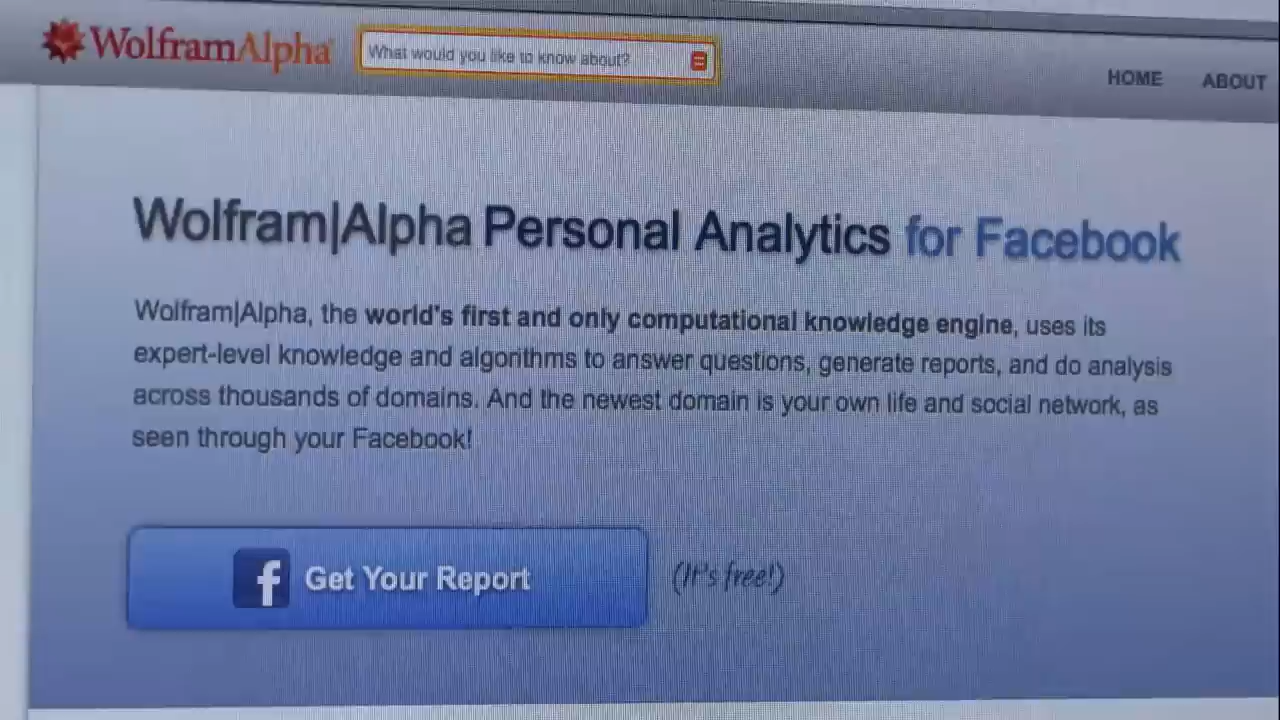 WolframAlpha
What would you like to know about?
HOME
ABOUT
Wolfram|Alpha Personal Analytics for Facebook
Wolfram|Alpha, the world's first and only computational knowledge engine, uses its
expert-level knowledge and algorithms to answer questions, generate reports, and do analysis
across thousands of domains. And the newest domain is your own life and social network, as
seen through your Facebook!
f Get Your Report
(It's free!)